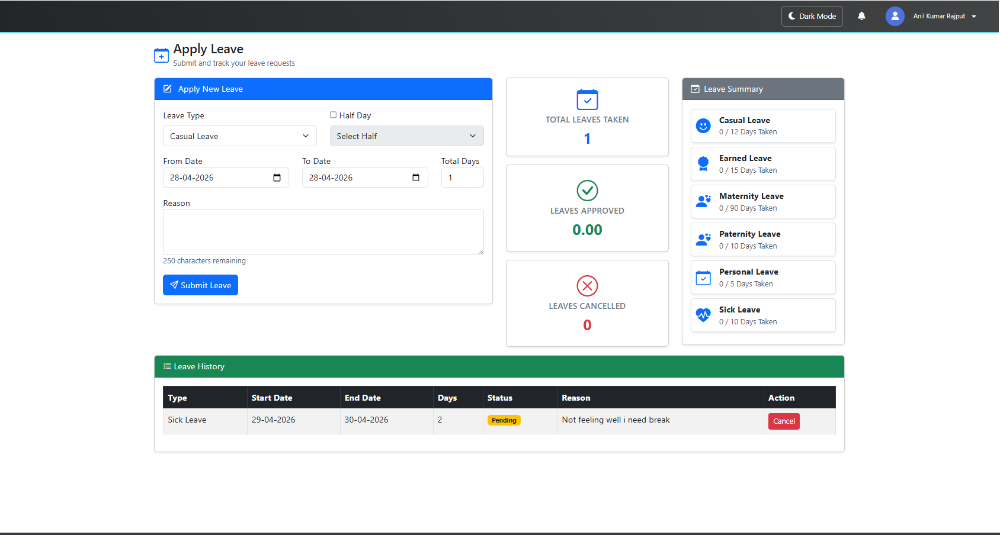 Dark Mode
Anil Kumar Rajput
Apply Leave
Submit and track your leave requests
Apply New Leave
Leave Type
Half Day
Casual Leave
Select Half
From Date
To Date
Total Days
28-04-2026
28-04-2026
1
Reason
250 characters remaining
Submit Leave
TOTAL LEAVES TAKEN
1
LEAVES APPROVED
0.00
LEAVES CANCELLED
0
Leave Summary
Casual Leave
0 / 12 Days Taken
Earned Leave
0 / 15 Days Taken
Maternity Leave
0 / 90 Days Taken
Paternity Leave
0 / 10 Days Taken
Personal Leave
0 / 5 Days Taken
Sick Leave
0 / 10 Days Taken
Leave History
Type Start Date End Date Days Status Reason Action
Sick Leave 29-04-2026 30-04-2026 2 Pending Not feeling well i need break Cancel